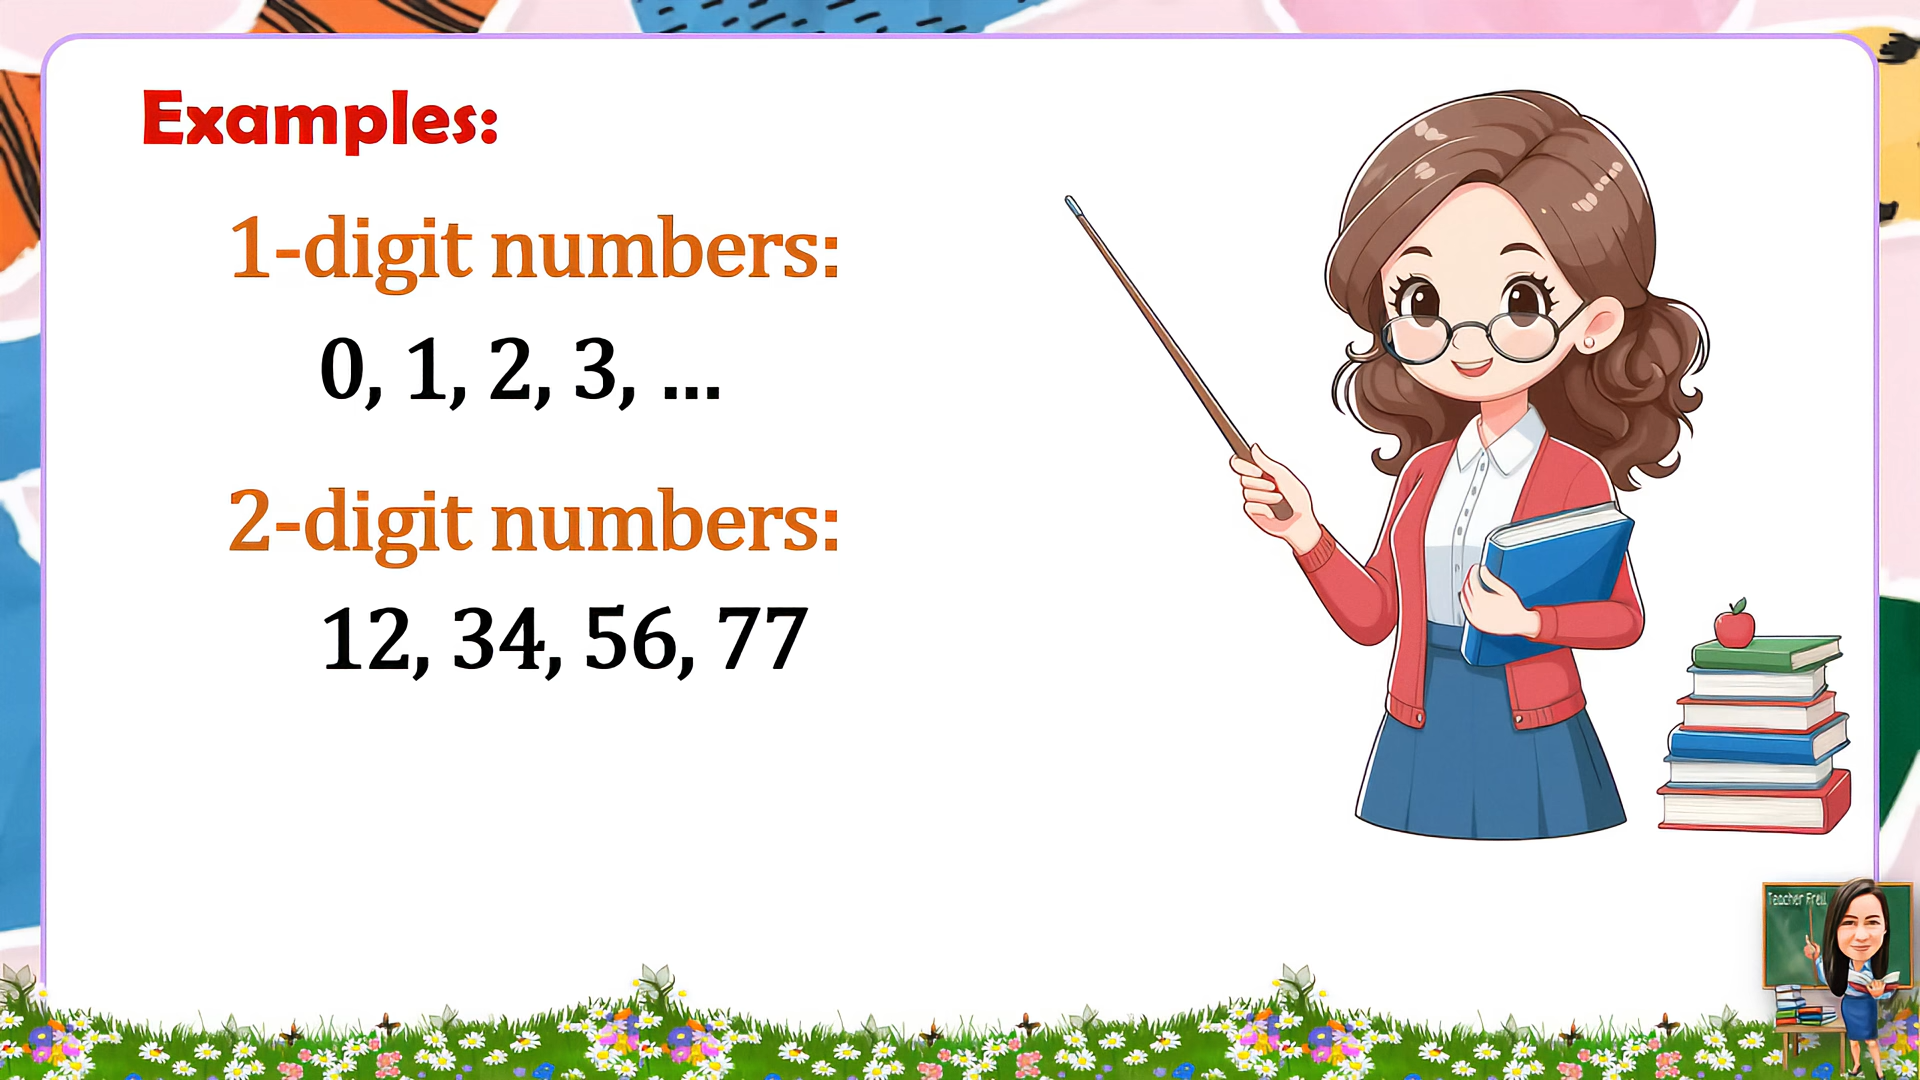 Examples:
1-digit numbers:
0, 1, 2, 3, ...
2-digit numbers:
12, 34, 56, 77
Teacher Frell